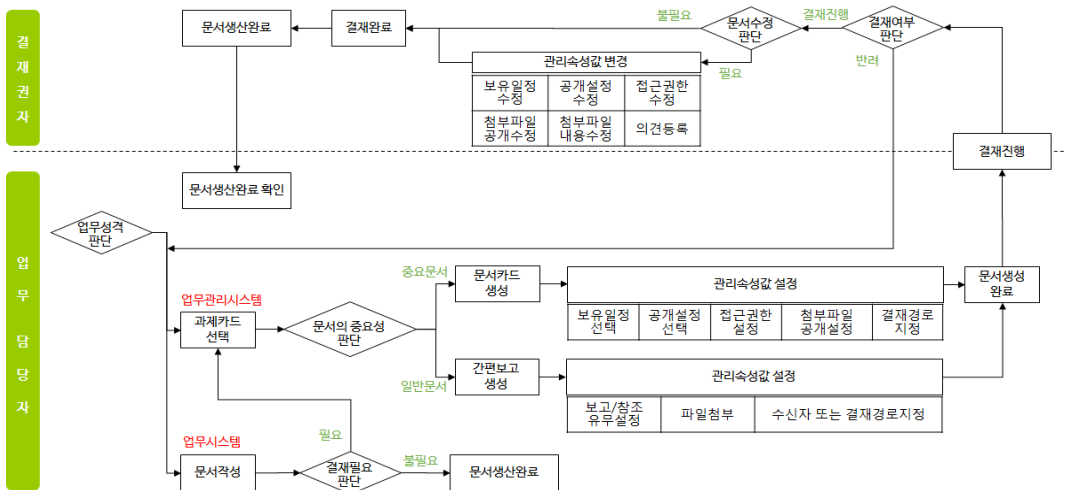 결
재
권
자
문서생산완료
결재완료
불필요
문서수정
판단
결재진행
결재여부
판단
반려
필요
관리속성값 변경
보유일정
수정
공개설정
수정
접근권한
수정
첨부파일
공개수정
첨부파일
내용수정
의견등록
결재진행
업
무
담
당
자
문서생산완료 확인
업무성격
판단
업무관리시스템
과제카드
선택
문서의 중요성
판단
중요문서
문서카드
생성
관리속성값 설정
보유일정
선택
공개설정
선택
접근권한
설정
첨부파일
공개설정
결재경로
지정
문서생성
완료
일반문서
간편보고
생성
관리속성값 설정
보고/참조
유무설정
파일첨부
수신자 또는 결재경로지정
업무시스템
문서작성
필요
결재필요
판단
불필요
문서생산완료